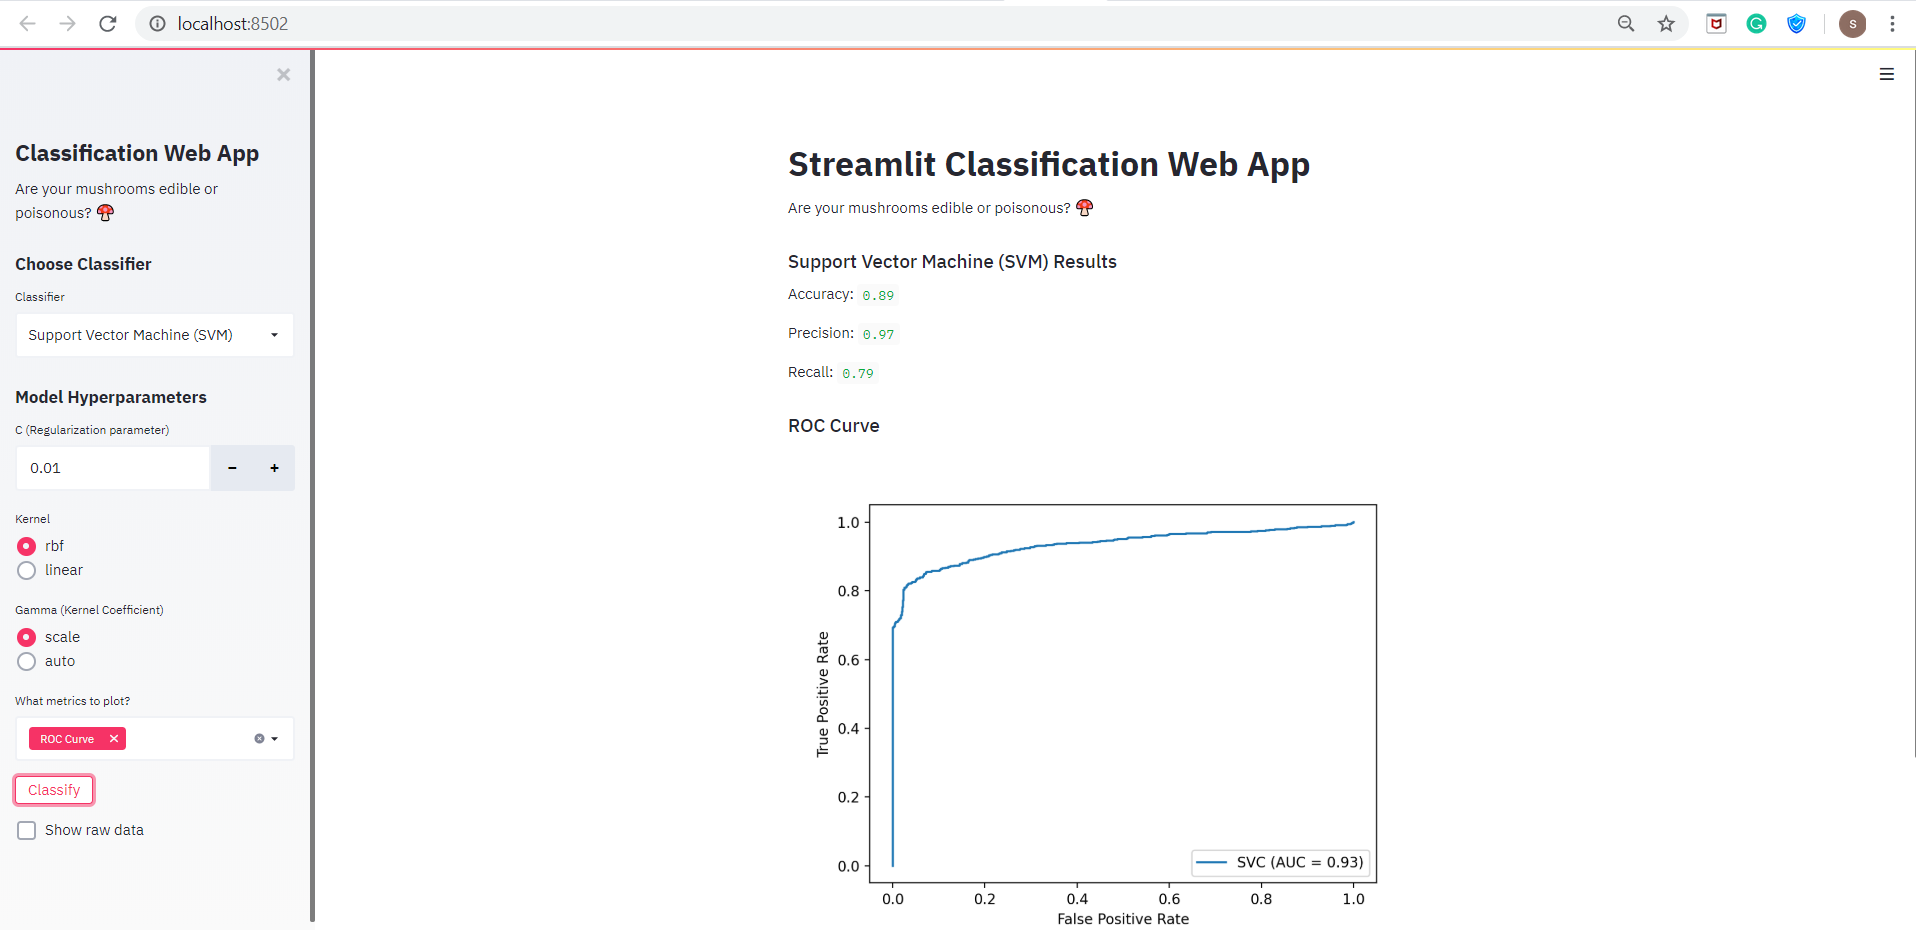 localhost:8502
S
Classification Web App
Are your mushrooms edible or
poisonous? 🍄
Choose Classifier
Classifier
Support Vector Machine (SVM)
Model Hyperparameters
C (Regularization parameter)
0.01
- +
Kernel
rbf
linear
Gamma (Kernel Coefficient)
scale
auto
What metrics to plot?
ROC Curve
Classify
Show raw data
Streamlit Classification Web App
Are your mushrooms edible or poisonous? 🍄
Support Vector Machine (SVM) Results
Accuracy: 0.89
Precision: 0.97
Recall: 0.79
ROC Curve
1.0
0.8
0.6
0.4
0.2
0.0
True Positive Rate
SVC (AUC = 0.93)
0.0 0.2 0.4 0.6 0.8 1.0
False Positive Rate